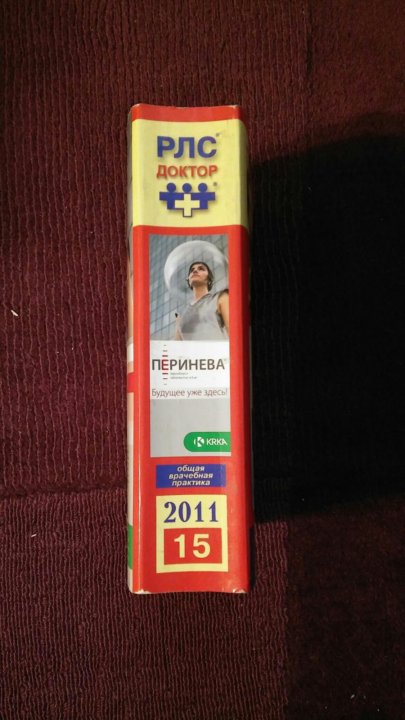 РЛС®
ДОКТОР®
ПЕРИНЕВА®
Будущее уже здесь!
KRKA
общая
врачебная
практика
2011
15